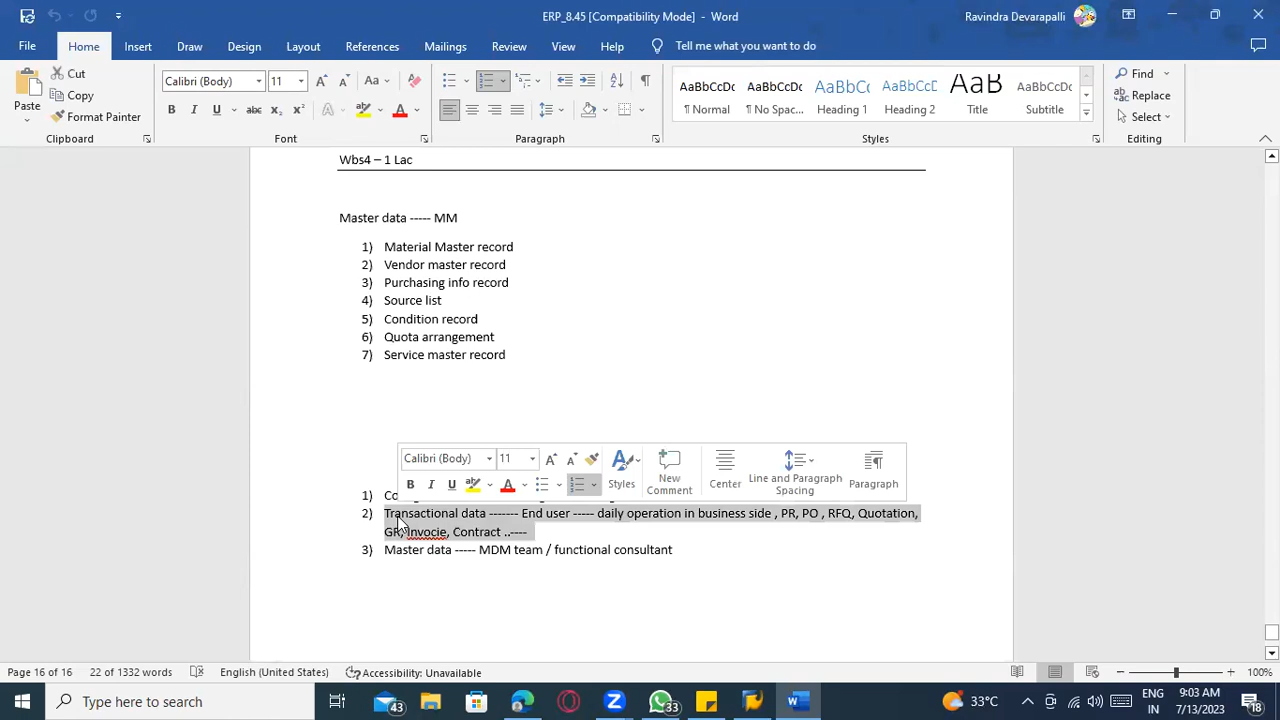 ERP_8.45 [Compatibility Mode] - Word
Ravindra Devarapalli
File Home Insert Draw Design Layout References Mailings Review View Help Tell me what you want to do
Paste
Cut
Copy
Format Painter
Clipboard
Calibri (Body) 11
Font
Paragraph
AaBbCcDc AaBbCcDc AaBbCc AaBbCcD AaB AaBbCcD
¶ Normal ¶ No Spac... Heading 1 Heading 2 Title Subtitle
Styles
Find
Replace
Select
Editing
Wbs4 – 1 Lac
Master data ----- MM
1) Material Master record
2) Vendor master record
3) Purchasing info record
4) Source list
5) Condition record
6) Quota arrangement
7) Service master record
Calibri (Body) 11
Styles
New Comment
Center
Line and Paragraph Spacing
Paragraph
1) Co
2) Transactional data ------- End user ----- daily operation in business side , PR, PO , RFQ, Quotation,
GR, Invocie, Contract ..----
3) Master data ----- MDM team / functional consultant
Page 16 of 16 22 of 1332 words English (United States) Accessibility: Unavailable 100%
Type here to search
43
33
33°C
ENG
IN
9:03 AM
7/13/2023
18